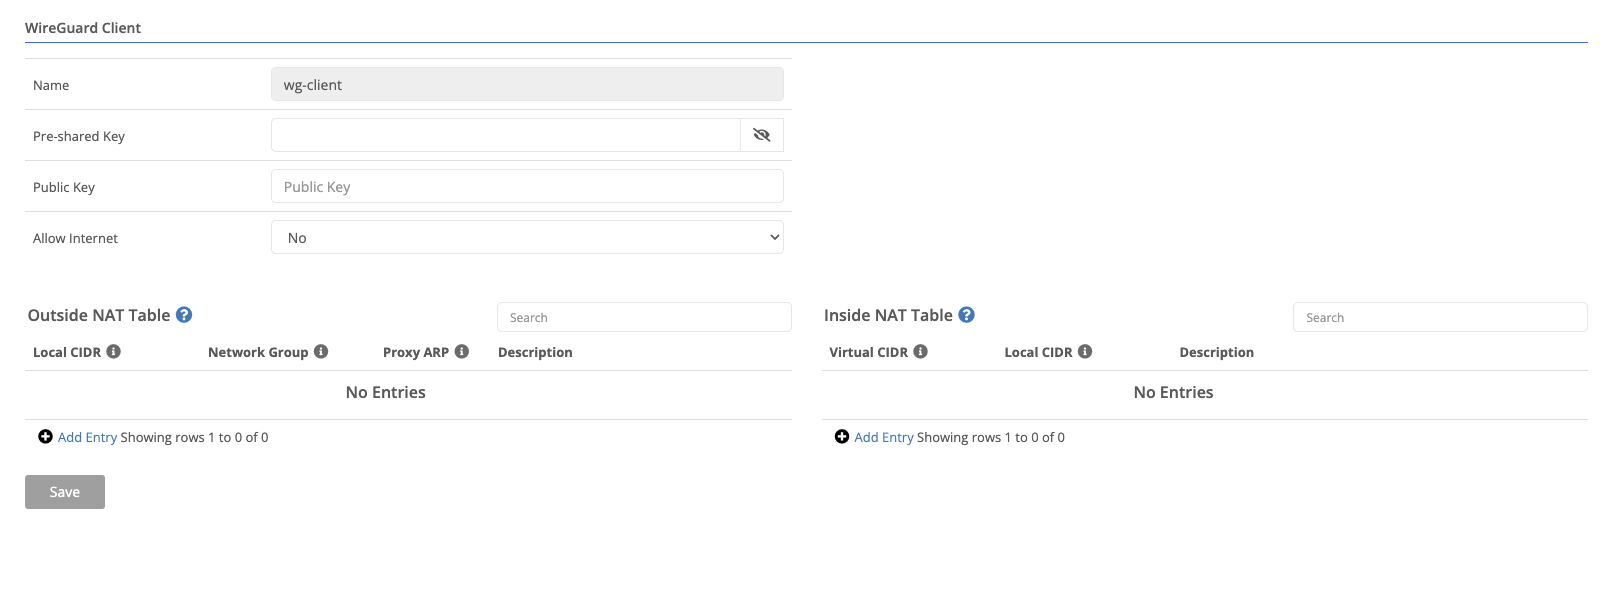 WireGuard Client
Name
wg-client
Pre-shared Key
Public Key
Public Key
Allow Internet
No
Outside NAT Table
Search
Local CIDR
Network Group
Proxy ARP
Description
No Entries
Add Entry Showing rows 1 to 0 of 0
Inside NAT Table
Search
Virtual CIDR
Local CIDR
Description
No Entries
Add Entry Showing rows 1 to 0 of 0
Save